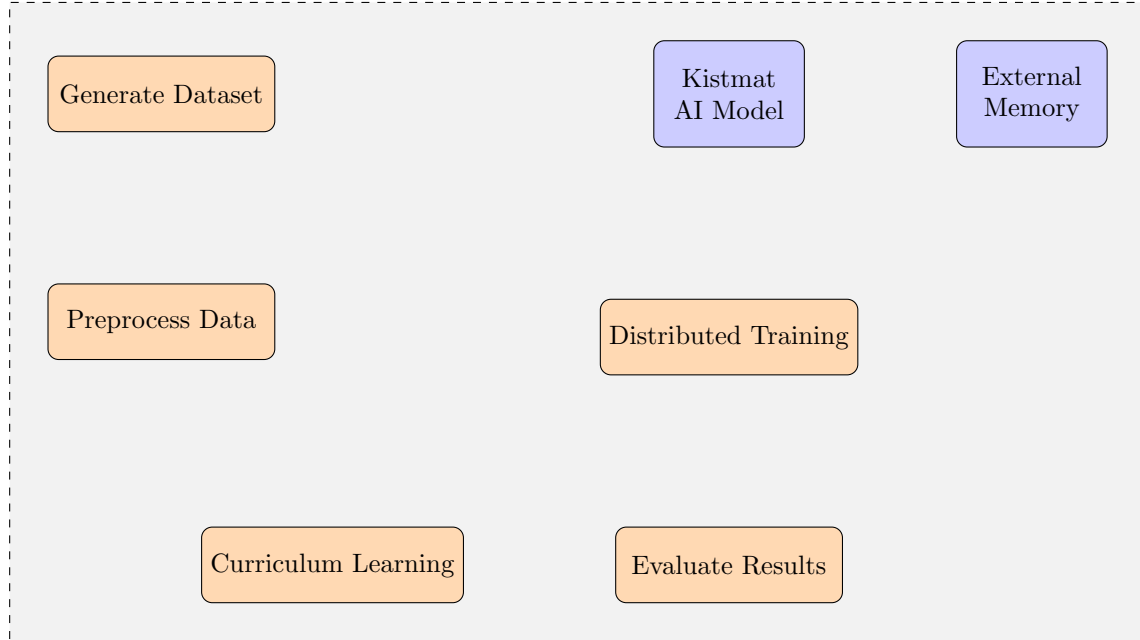 Generate Dataset
Kistmat
AI Model
External
Memory
Preprocess Data
Distributed Training
Curriculum Learning
Evaluate Results